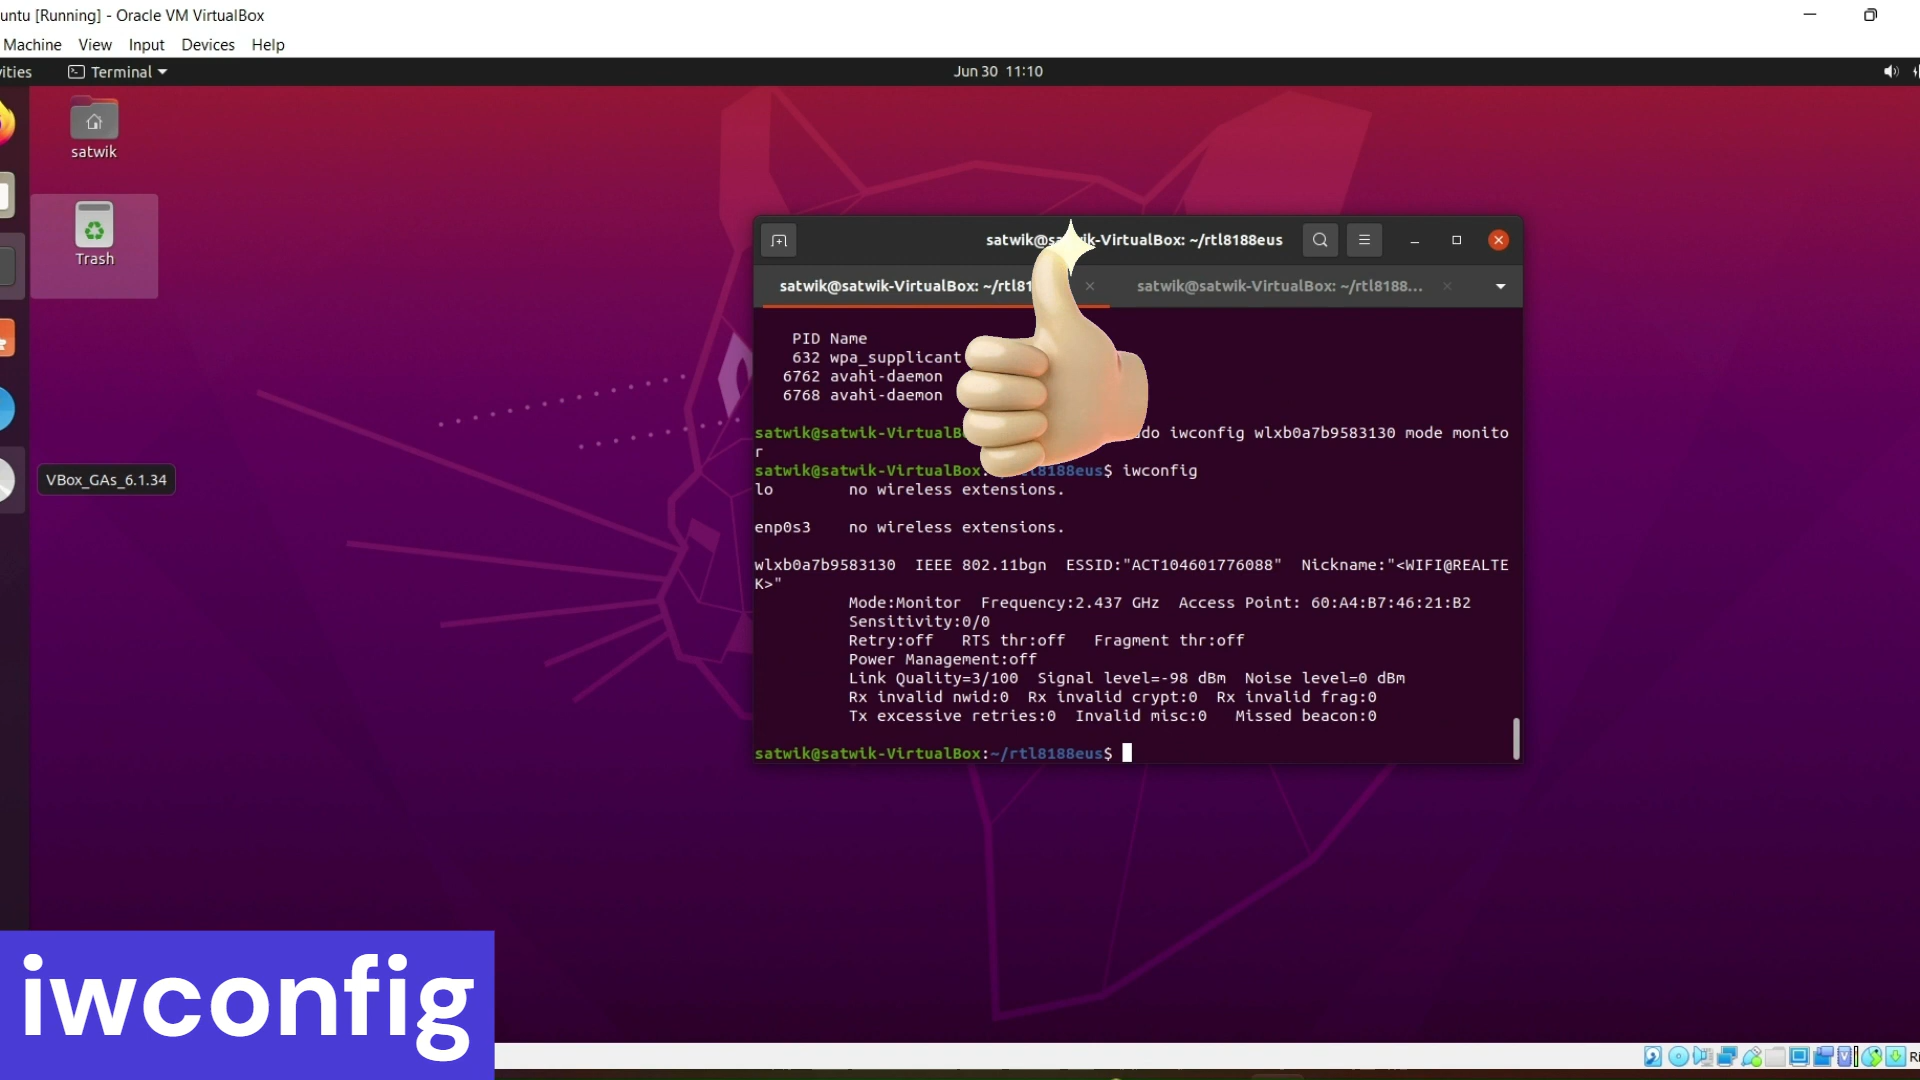 untu [Running] - Oracle VM VirtualBox
Machine View Input Devices Help
vities Terminal Jun 30 11:10
satwik
Trash
VBox_GAs_6.1.34
satwik@satwik-VirtualBox: ~/rtl8188eus
satwik@satwik-VirtualBox: ~/rtl81 satwik@satwik-VirtualBox: ~/rtl8188...
PID Name
632 wpa_supplicant
6762 avahi-daemon
6768 avahi-daemon
satwik@satwik-VirtualB do iwconfig wlxb0a7b9583130 mode monito
r
satwik@satwik-VirtualBox: rtl8188eus$ iwconfig
lo no wireless extensions.
enp0s3 no wireless extensions.
wlxb0a7b9583130 IEEE 802.11bgn ESSID:"ACT104601776088" Nickname:"<WIFI@REALTE
K>"
Mode:Monitor Frequency:2.437 GHz Access Point: 60:A4:B7:46:21:B2
Sensitivity:0/0
Retry:off RTS thr:off Fragment thr:off
Power Management:off
Link Quality=3/100 Signal level=-98 dBm Noise level=0 dBm
Rx invalid nwid:0 Rx invalid crypt:0 Rx invalid frag:0
Tx excessive retries:0 Invalid misc:0 Missed beacon:0
satwik@satwik-VirtualBox:~/rtl8188eus$
iwconfig
Ri